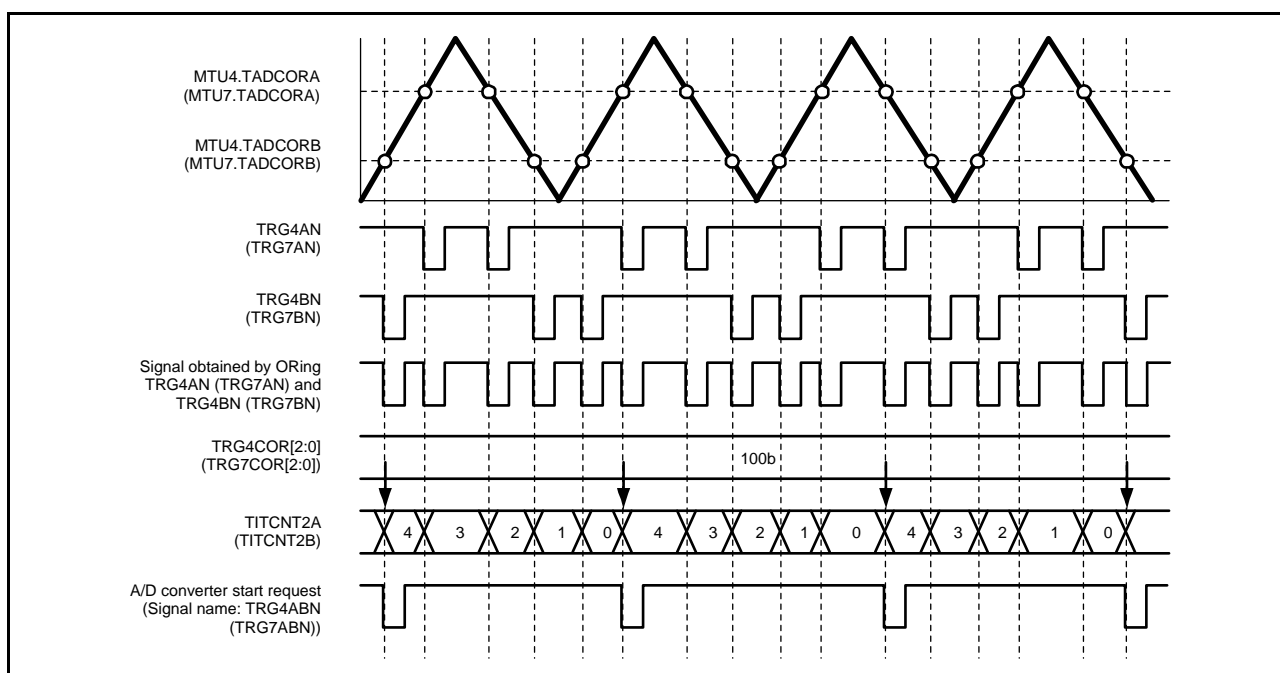 MTU4.TADCORA
(MTU7.TADCORA)
MTU4.TADCORB
(MTU7.TADCORB)
TRG4AN
(TRG7AN)
TRG4BN
(TRG7BN)
Signal obtained by ORing
TRG4AN (TRG7AN) and
TRG4BN (TRG7BN)
TRG4COR[2:0]
(TRG7COR[2:0])
100b
TITCNT2A
(TITCNT2B)
4 3 2 1 0 4 3 2 1 0 4 3 2 1 0
A/D converter start request
(Signal name: TRG4ABN
(TRG7ABN))